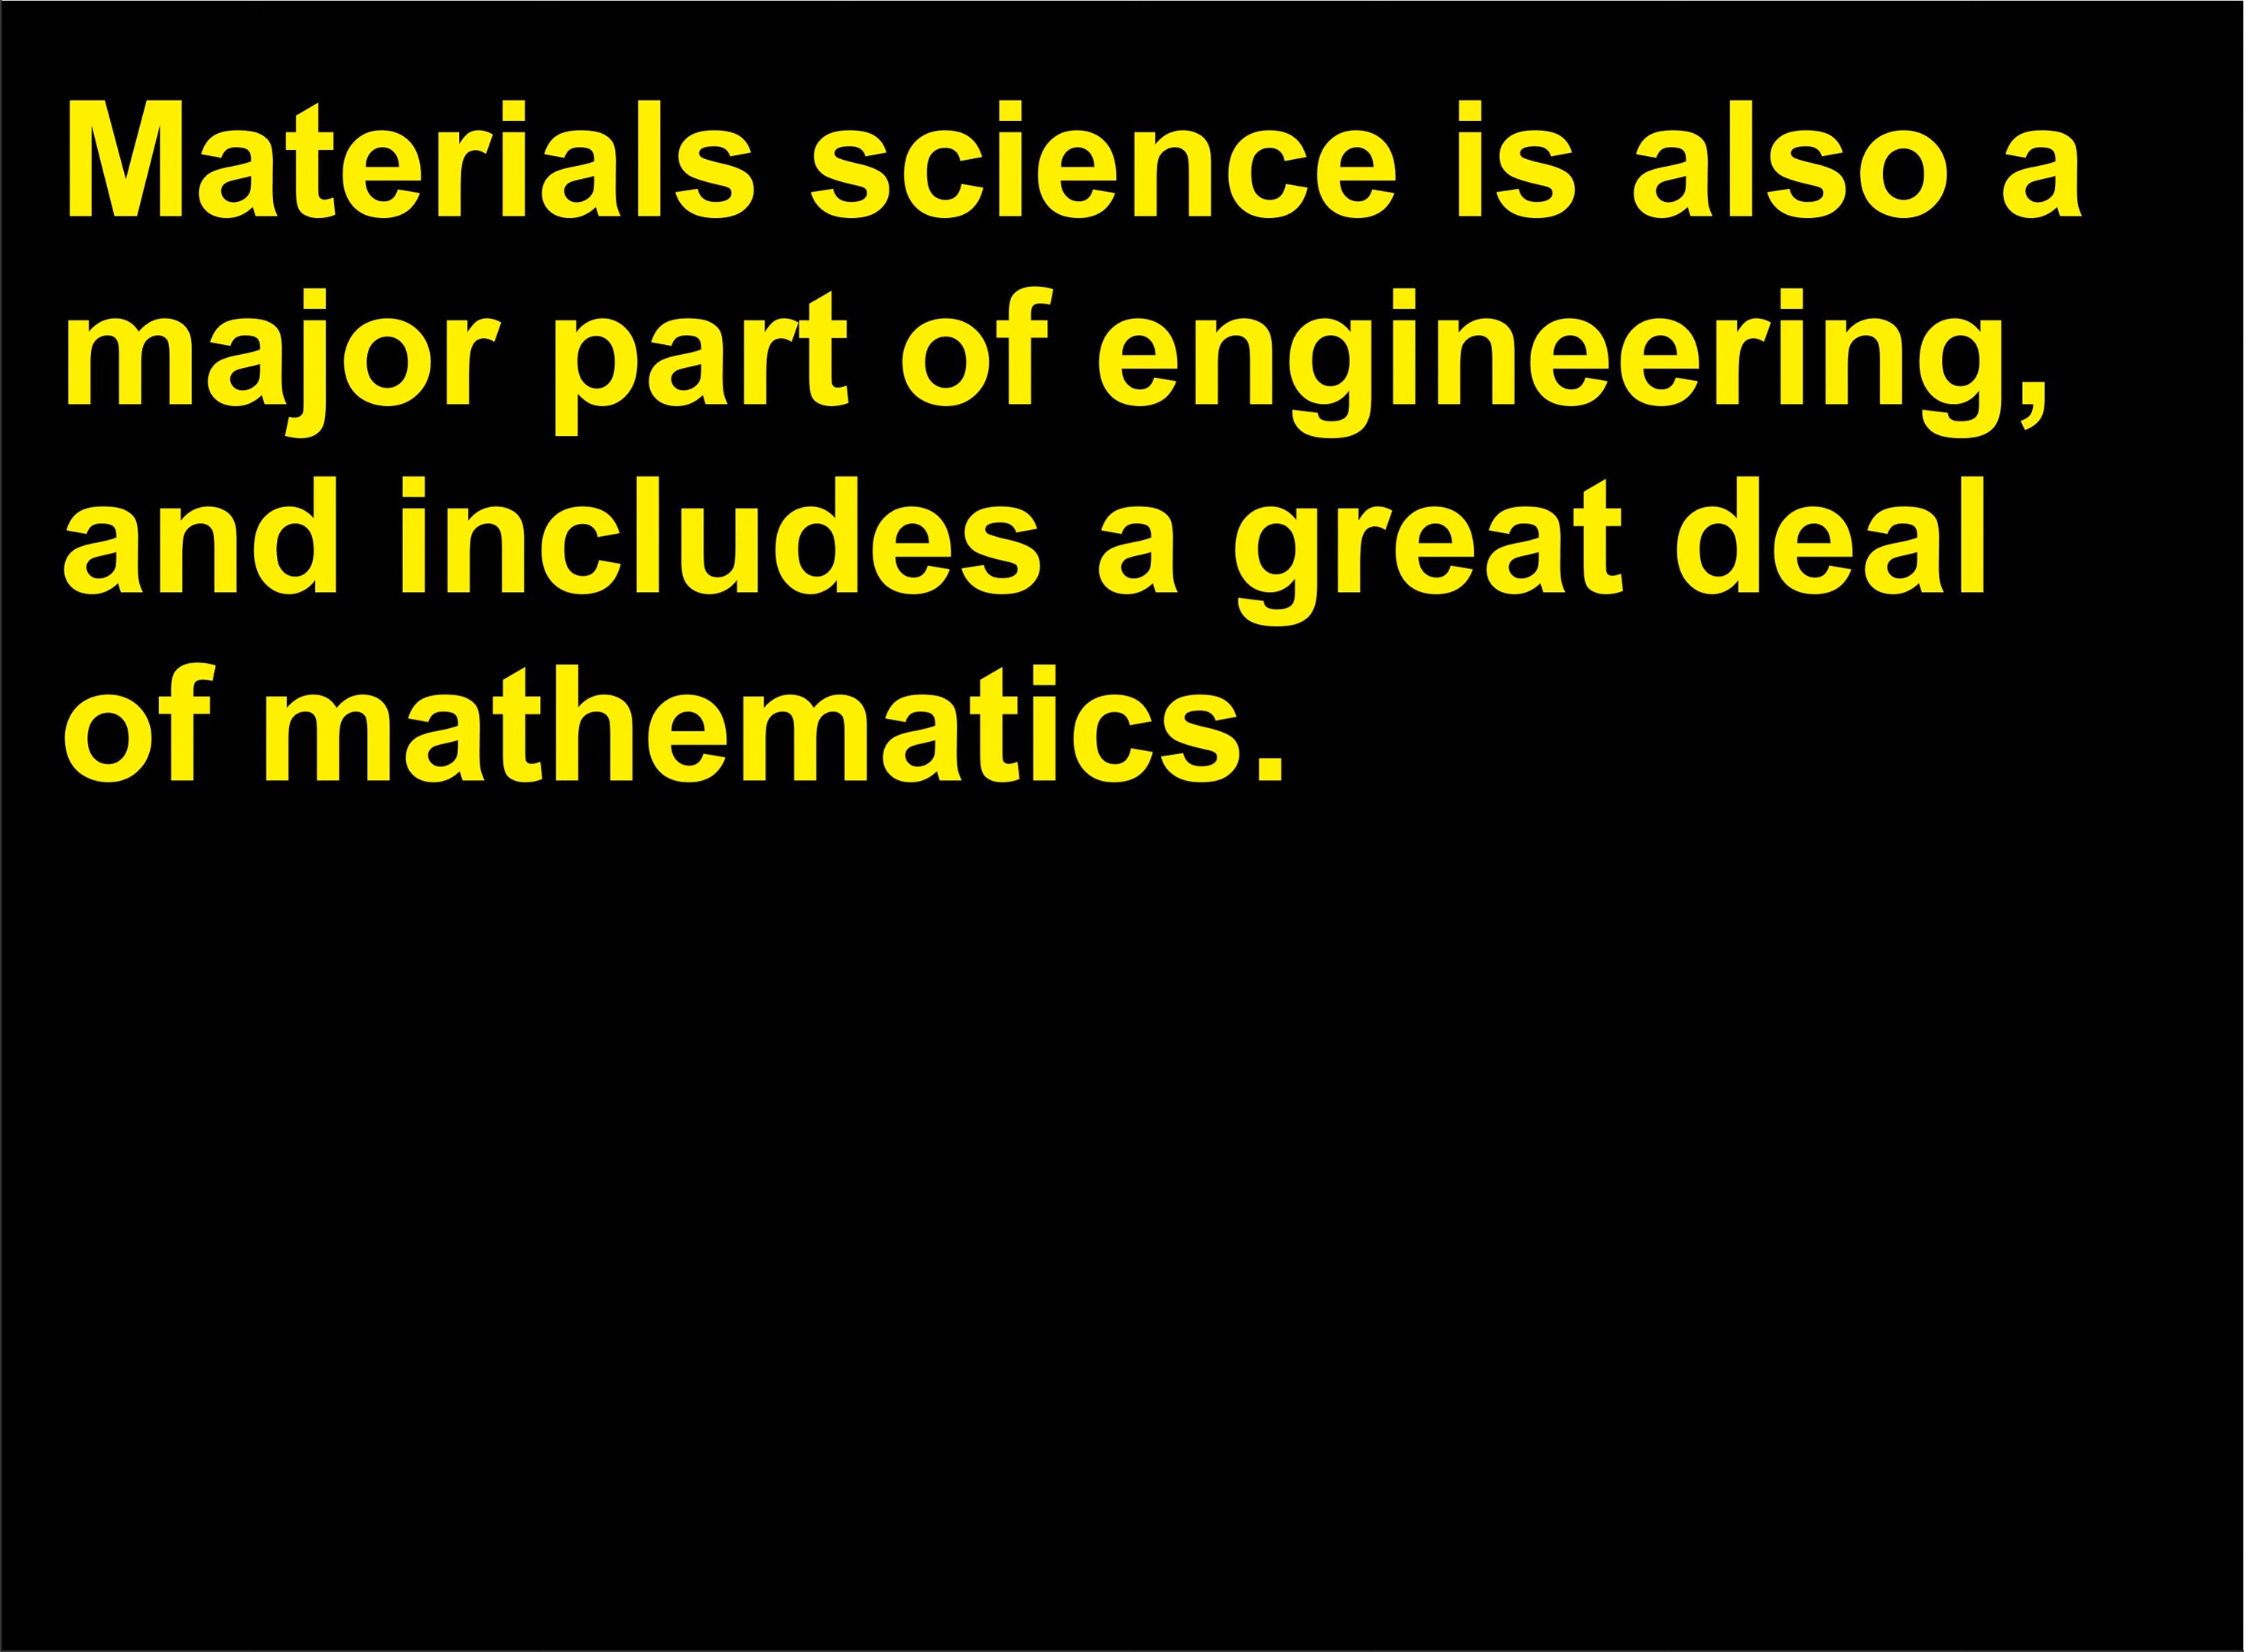 Materials science is also a
major part of engineering,
and includes a great deal
of mathematics.